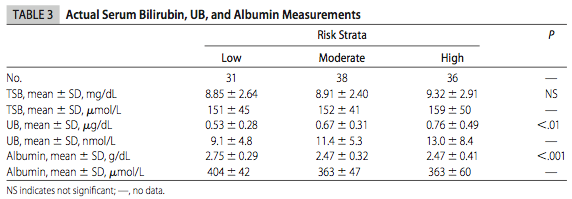 TABLE 3 Actual Serum Bilirubin, UB, and Albumin Measurements
Risk Strata P
Low Moderate High
No. 31 38 36 —
TSB, mean ± SD, mg/dL 8.85 ± 2.64 8.91 ± 2.40 9.32 ± 2.91 NS
TSB, mean ± SD, μmol/L 151 ± 45 152 ± 41 159 ± 50 —
UB, mean ± SD, μg/dL 0.53 ± 0.28 0.67 ± 0.31 0.76 ± 0.49 <.01
UB, mean ± SD, nmol/L 9.1 ± 4.8 11.4 ± 5.3 13.0 ± 8.4 —
Albumin, mean ± SD, g/dL 2.75 ± 0.29 2.47 ± 0.32 2.47 ± 0.41 <.001
Albumin, mean ± SD, μmol/L 404 ± 42 363 ± 47 363 ± 60 —
NS indicates not significant; —, no data.